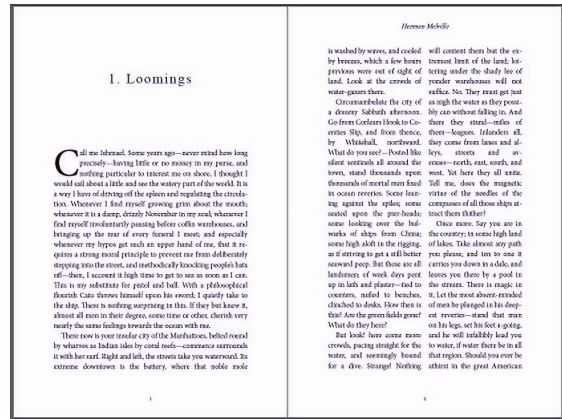 1. Loomings
Call me Ishmael. Some years ago—never mind how long
precisely—having little or no money in my purse, and
nothing particular to interest me on shore, I thought I
would sail about a little and see the watery part of the world. It is
a way I have of driving off the spleen and regulating the circula-
tion. Whenever I find myself growing grim about the mouth;
whenever it is a damp, drizzly November in my soul; whenever I
find myself involuntarily pausing before coffin warehouses, and
bringing up the rear of every funeral I meet; and especially
whenever my hypos get such an upper hand of me, that it re-
quires a strong moral principle to prevent me from deliberately
stepping into the street, and methodically knocking people's hats
off—then, I account it high time to get to sea as soon as I can.
This is my substitute for pistol and ball. With a philosophical
flourish Cato throws himself upon his sword; I quietly take to
the ship. There is nothing surprising in this. If they but knew it,
almost all men in their degree, some time or other, cherish very
nearly the same feelings towards the ocean with me.
There now is your insular city of the Manhattoes, belted round
by wharves as Indian isles by coral reefs—commerce surrounds
it with her surf. Right and left, the streets take you waterward. Its
extreme downtown is the battery, where that noble mole
1
Herman Melville
is washed by waves, and cooled
by breezes, which a few hours
previous were out of sight of
land. Look at the crowds of
water-gazers there.
Circumambulate the city of
a dreamy Sabbath afternoon.
Go from Corlears Hook to Co-
enties Slip, and from thence,
by Whitehall, northward.
What do you see?—Posted like
silent sentinels all around the
town, stand thousands upon
thousands of mortal men fixed
in ocean reveries. Some lean-
ing against the spiles; some
seated upon the pier-heads;
some looking over the bul-
warks of ships from China;
some high aloft in the rigging,
as if striving to get a still better
seaward peep. But these are all
landsmen; of week days pent
up in lath and plaster—tied to
counters, nailed to benches,
clinched to desks. How then is
this? Are the green fields gone?
What do they here?
But look! here come more
crowds, pacing straight for the
water, and seemingly bound
for a dive. Strange! Nothing
will content them but the ex-
tremest limit of the land; loi-
tering under the shady lee of
yonder warehouses will not
suffice. No. They must get just
as nigh the water as they possi-
bly can without falling in. And
there they stand—miles of
them—leagues. Inlanders all,
they come from lanes and al-
leys, streets and av-
enues—north, east, south, and
west. Yet here they all unite.
Tell me, does the magnetic
virtue of the needles of the
compasses of all those ships at-
tract them thither?
Once more. Say you are in
the country; in some high land
of lakes. Take almost any path
you please, and ten to one it
carries you down in a dale, and
leaves you there by a pool in
the stream. There is magic in
it. Let the most absent-minded
of men be plunged in his deep-
est reveries—stand that man
on his legs, set his feet a-going,
and he will infallibly lead you
to water, if water there be in all
that region. Should you ever be
athirst in the great American
2